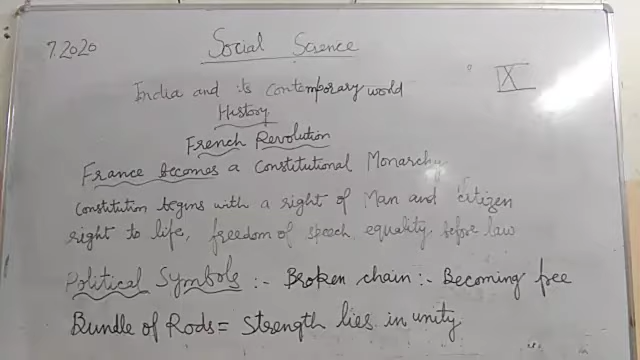 7.2020
Social Science
India and its contemporary world
History
IX
French Revolution
France becomes a Constitutional Monarchy
Constitution begins with a right of Man and citizen
right to life, freedom of speech, equality before law
Political Symbols :- Broken chain :- Becoming free
Bundle of Rods = Strength lies in unity